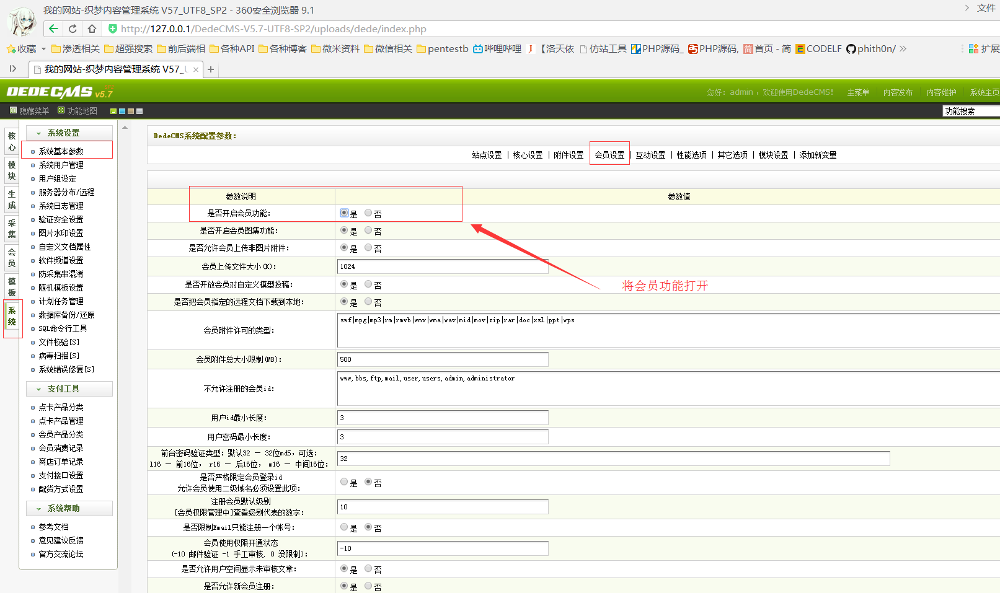 我的网站-织梦内容管理系统 V57_UTF8_SP2 - 360安全浏览器 9.1
文件
http://127.0.0.1/DedeCMS-V5.7-UTF8-SP2/uploads/dede/index.php
收藏 渗透相关 超强搜索 前后端相 各种API 各种博客 微米资料 微信相关 pentestb 哔哩哔哩 【洛天依 仿站工具 PHP源码_ PHP源码, 简 首页 - 简 CODELF phith0n/ 扩展
我的网站-织梦内容管理系统 V57_
DEDECMS v5.7 SP2
您好：admin ，欢迎使用DedeCMS! 主菜单 内容发布 内容维护 系统主页
隐藏菜单 功能地图
功能搜索
核心
模块
生成
采集
会员
模板
系统
系统设置
系统基本参数
系统用户管理
用户组设定
服务器分布/远程
系统日志管理
验证安全设置
图片水印设置
自定义文档属性
软件频道设置
防采集串混淆
随机模板设置
计划任务管理
数据库备份/还原
SQL命令行工具
文件校验[S]
病毒扫描[S]
系统错误修复[S]
支付工具
点卡产品分类
点卡产品管理
会员产品分类
会员消费记录
商店订单记录
支付接口设置
配货方式设置
系统帮助
参考文档
意见建议反馈
官方交流论坛
DedeCMS系统配置参数：
站点设置 | 核心设置 | 附件设置 会员设置 | 互动设置 | 性能选项 | 其它选项 | 模块设置 | 添加新变量
参数说明 参数值
是否开启会员功能： 是 否
是否开启会员图集功能： 是 否
是否允许会员上传非图片附件： 是 否
会员上传文件大小(K)： 1024
是否开放会员对自定义模型投稿： 是 否
将会员功能打开
是否把会员指定的远程文档下载到本地： 是 否
会员附件许可的类型： swf|mpg|mp3|rm|rmvb|wmv|wma|wav|mid|mov|zip|rar|doc|xsl|ppt|wps
会员附件总大小限制(MB)： 500
不允许注册的会员id： www,bbs,ftp,mail,user,users,admin,administrator
用户id最小长度： 3
用户密码最小长度： 3
前台密码验证类型：默认32 — 32位md5，可选：
l16 — 前16位， r16 — 后16位， m16 — 中间16位： 32
是否严格限定会员登录id
允许会员使用二级域名必须设置此项： 是 否
注册会员默认级别
[会员权限管理中]查看级别代表的数字： 10
是否限制Email只能注册一个帐号： 是 否
会员使用权限开通状态
(-10 邮件验证 -1 手工审核, 0 没限制)： -10
是否允许用户空间显示未审核文章： 是 否
是否允许新会员注册： 是 否